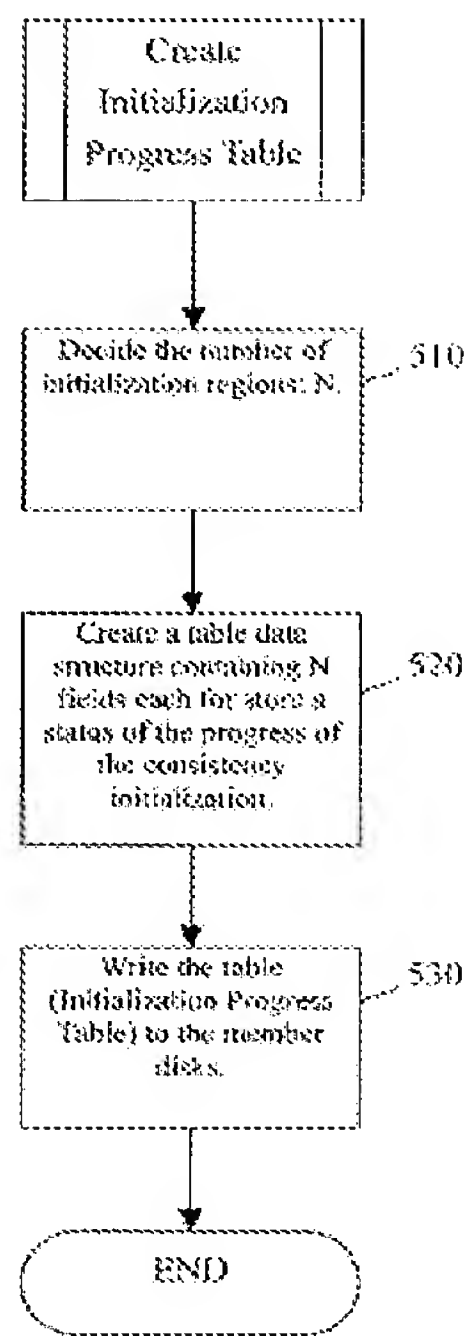 Create
Initialization
Progress Table
Decide the number of
initialization regions: N.
510
Create a table data
structure containing N
fields each for store a
status of the progress of
the consistency
initialization.
520
Write the table
(Initialization Progress
Table) to the member
disks.
530
END